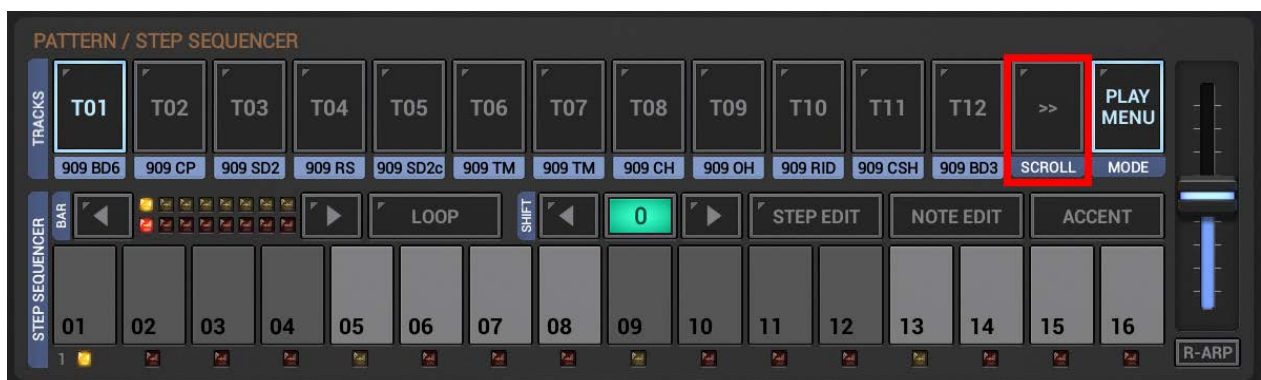 PATTERN / STEP SEQUENCER
TRACKS
T01 T02 T03 T04 T05 T06 T07 T08 T09 T10 T11 T12 >> PLAY MENU
909 BD6 909 CP 909 SD2 909 RS 909 SD2c 909 TM 909 TM 909 CH 909 OH 909 RID 909 CSH 909 BD3 SCROLL MODE
STEP SEQUENCER
BAR LOOP SHIFT 0 STEP EDIT NOTE EDIT ACCENT
01 02 03 04 05 06 07 08 09 10 11 12 13 14 15 16
1 R-ARP